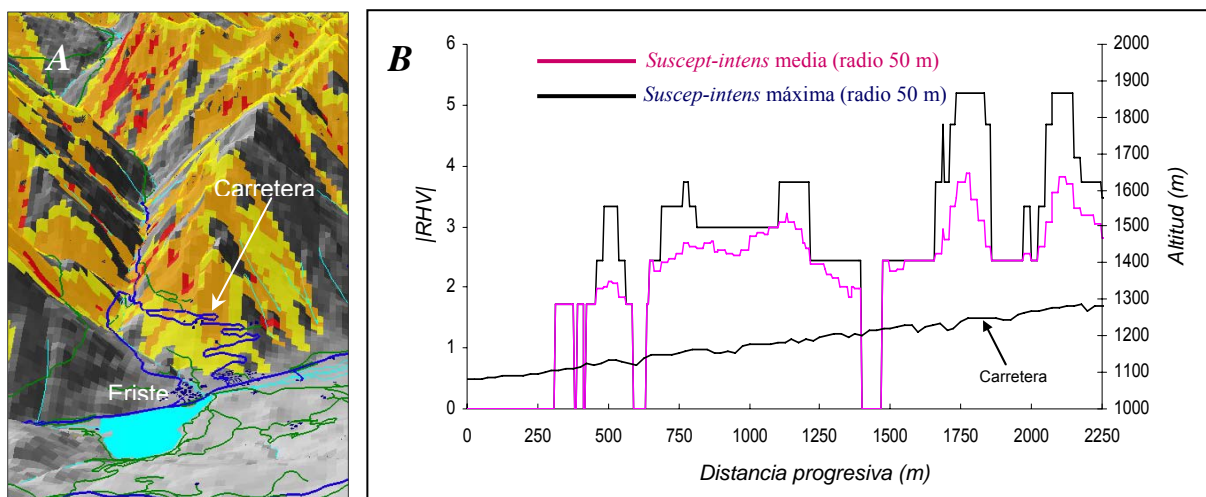 A
Carretera
Eriste
B
Suscept-intens media (radio 50 m)
Suscep-intens máxima (radio 50 m)
|RHV|
6
5
4
3
2
1
0
Altitud (m)
2000
1900
1800
1700
1600
1500
1400
1300
1200
1100
1000
Carretera
0 250 500 750 1000 1250 1500 1750 2000 2250
Distancia progresiva (m)